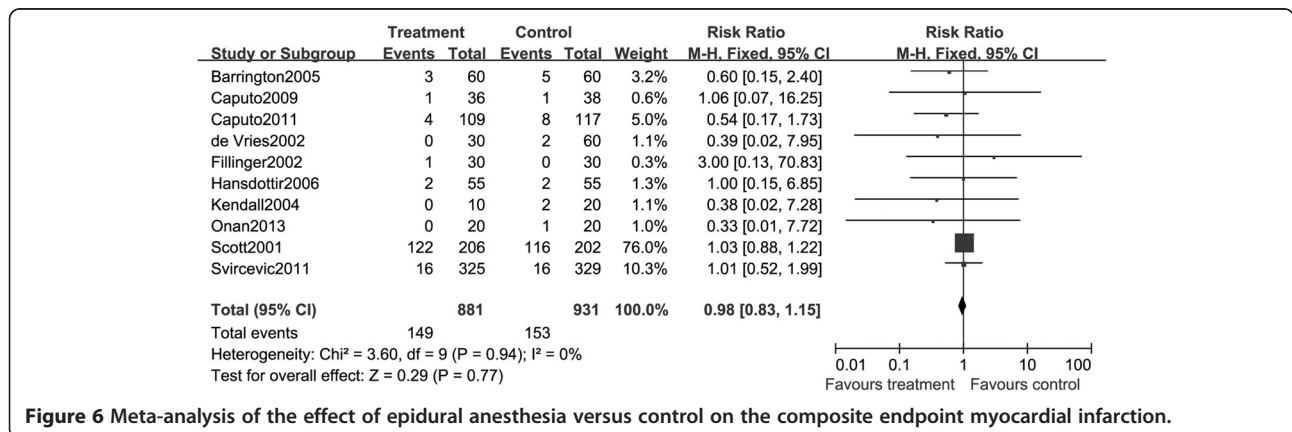 Treatment Control Risk Ratio Risk Ratio
Study or Subgroup Events Total Events Total Weight M-H, Fixed, 95% CI M-H, Fixed, 95% CI
Barrington2005 3 60 5 60 3.2% 0.60 [0.15, 2.40]
Caputo2009 1 36 1 38 0.6% 1.06 [0.07, 16.25]
Caputo2011 4 109 8 117 5.0% 0.54 [0.17, 1.73]
de Vries2002 0 30 2 60 1.1% 0.39 [0.02, 7.95]
Fillinger2002 1 30 0 30 0.3% 3.00 [0.13, 70.83]
Hansdottir2006 2 55 2 55 1.3% 1.00 [0.15, 6.85]
Kendall2004 0 10 2 20 1.1% 0.38 [0.02, 7.28]
Onan2013 0 20 1 20 1.0% 0.33 [0.01, 7.72]
Scott2001 122 206 116 202 76.0% 1.03 [0.88, 1.22]
Svircevic2011 16 325 16 329 10.3% 1.01 [0.52, 1.99]
Total (95% CI) 881 931 100.0% 0.98 [0.83, 1.15]
Total events 149 153
Heterogeneity: Chi² = 3.60, df = 9 (P = 0.94); I² = 0%
Test for overall effect: Z = 0.29 (P = 0.77)
0.01 0.1 1 10 100
Favours treatment Favours control
Figure 6 Meta-analysis of the effect of epidural anesthesia versus control on the composite endpoint myocardial infarction.